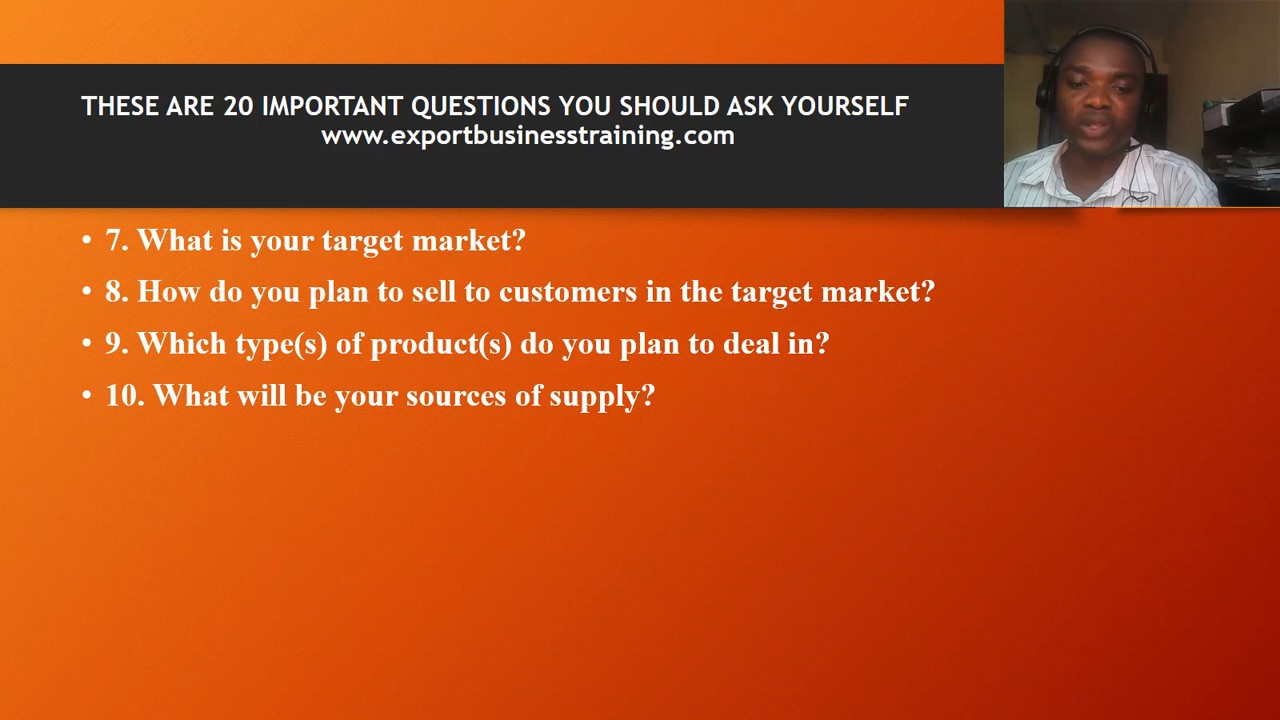 THESE ARE 20 IMPORTANT QUESTIONS YOU SHOULD ASK YOURSELF
www.exportbusinesstraining.com
• 7. What is your target market?
• 8. How do you plan to sell to customers in the target market?
• 9. Which type(s) of product(s) do you plan to deal in?
• 10. What will be your sources of supply?